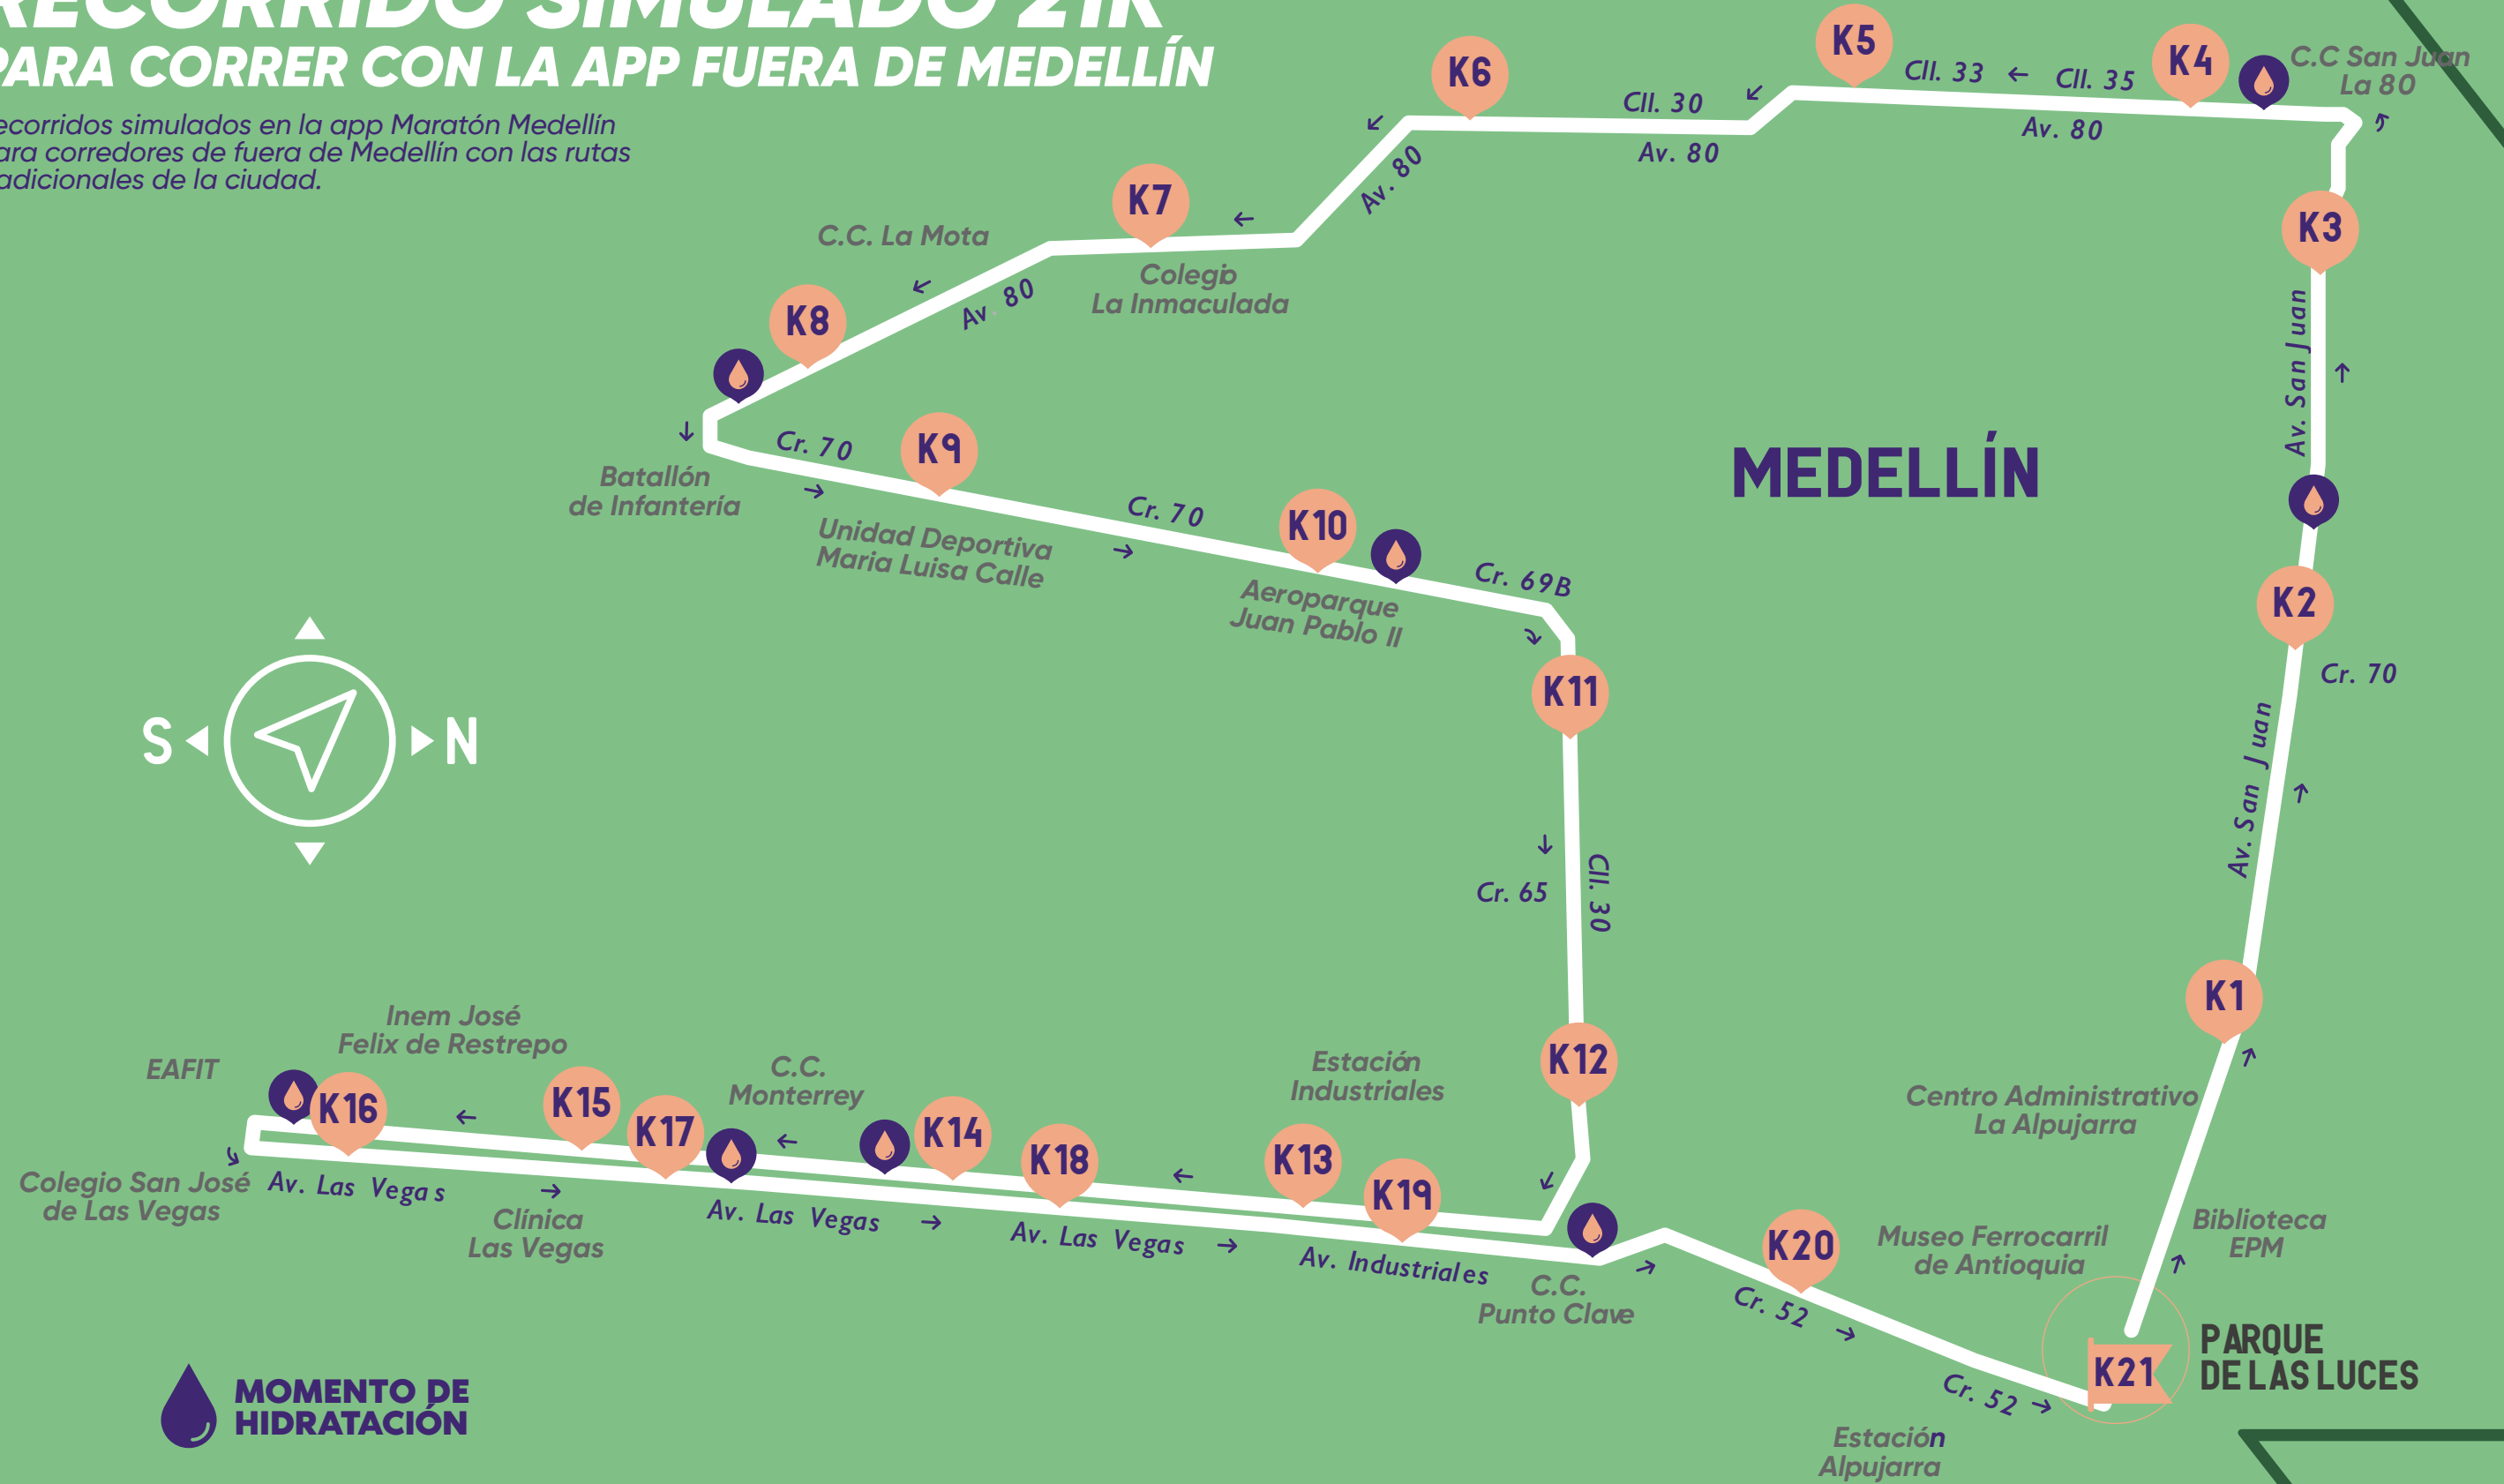 RECORRIDO SIMULADO 21K
PARA CORRER CON LA APP FUERA DE MEDELLÍN
ecorridos simulados en la app Maratón Medellín
ara corredores de fuera de Medellín con las rutas
adicionales de la ciudad.
K5
K4
C.C San Juan
La 80
K6
Cll. 33
Cll. 35
Cll. 30
Av. 80
Av. 80
Av. 80
K7
C.C. La Mota
K3
Colegio
La Inmaculada
Av. 80
K8
Av. San Juan
Cr. 70
K9
MEDELLÍN
Batallón
de Infantería
Cr. 70
K10
Unidad Deportiva
Maria Luisa Calle
Cr. 69B
Aeroparque
Juan Pablo II
K2
Cr. 70
K11
S
N
Av. San Juan
Cr. 65
Cll. 30
K1
Inem José
Felix de Restrepo
EAFIT
C.C.
Monterrey
Estación
Industriales
K12
Centro Administrativo
La Alpujarra
K16
K15
K17
K14
K18
K13
K19
Colegio San José
de Las Vegas
Av. Las Vegas
Clínica
Las Vegas
Av. Las Vegas
Av. Las Vegas
Av. Industriales
C.C.
Punto Clave
K20
Museo Ferrocarril
de Antioquia
Biblioteca
EPM
Cr. 52
PARQUE
DE LAS LUCES
K21
Cr. 52
MOMENTO DE
HIDRATACIÓN
Estación
Alpujarra